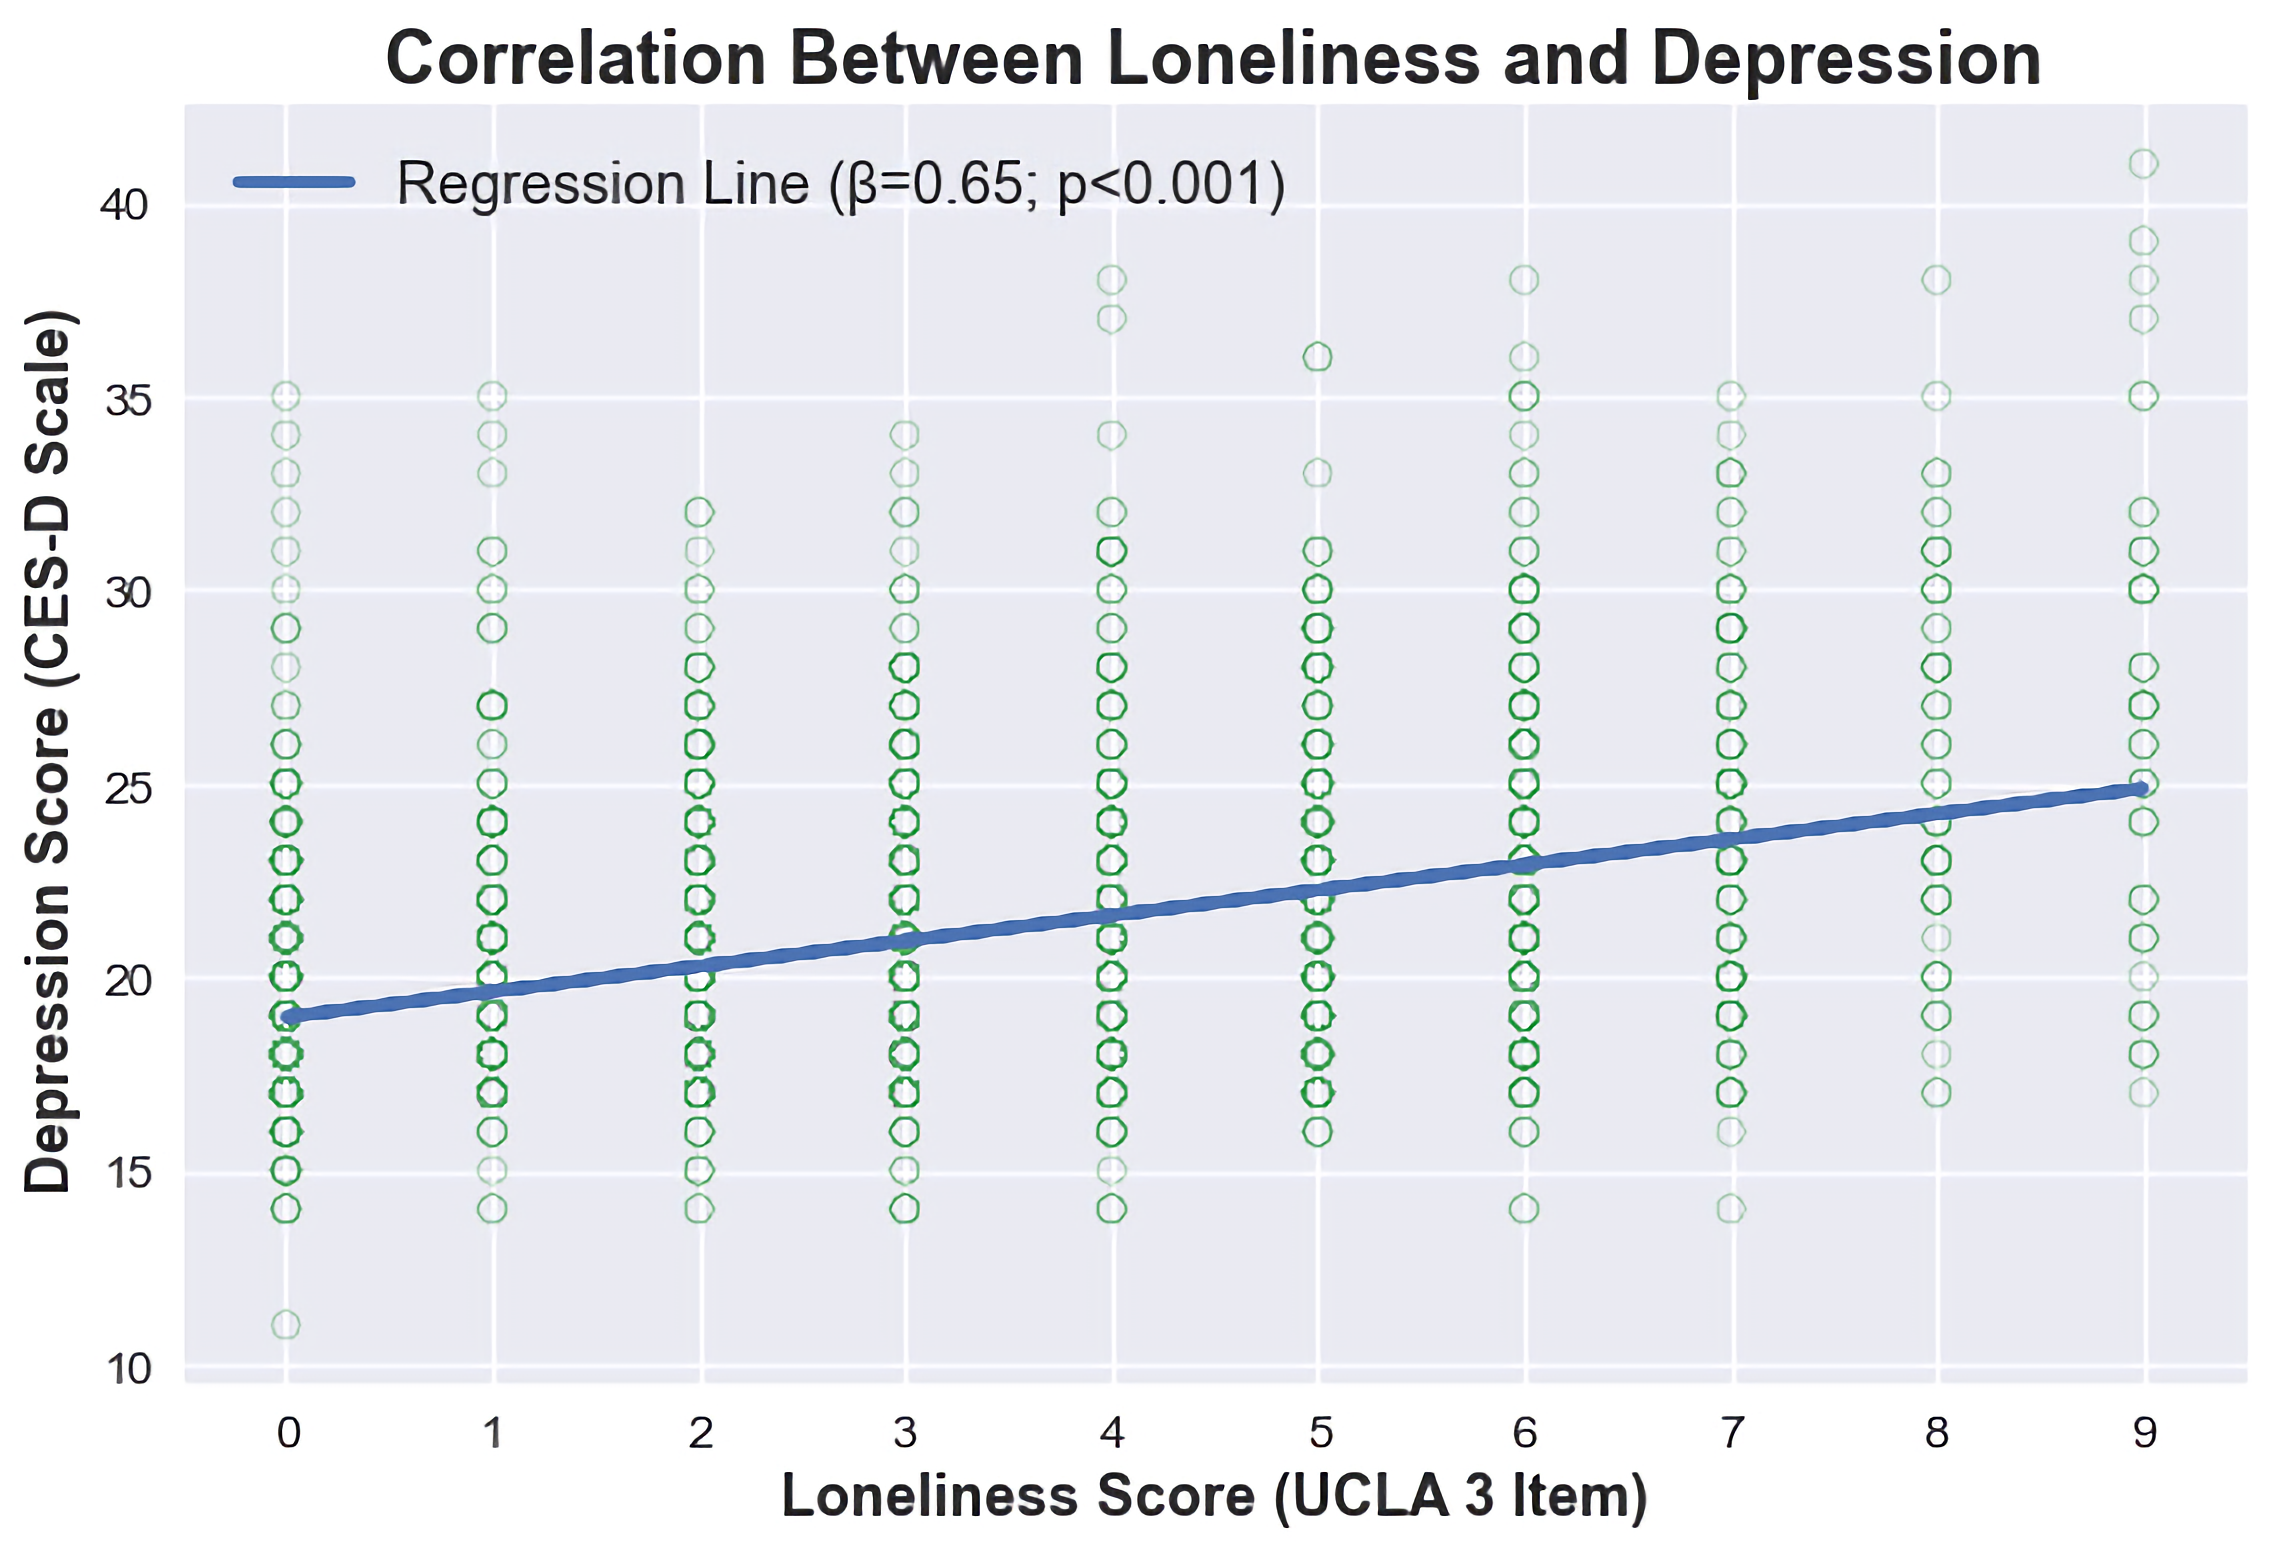 Correlation Between Loneliness and Depression
Regression Line (β=0.65; p<0.001)
Depression Score (CES-D Scale)
40
35
30
25
20
15
10
0 1 2 3 4 5 6 7 8 9
Loneliness Score (UCLA 3 Item)